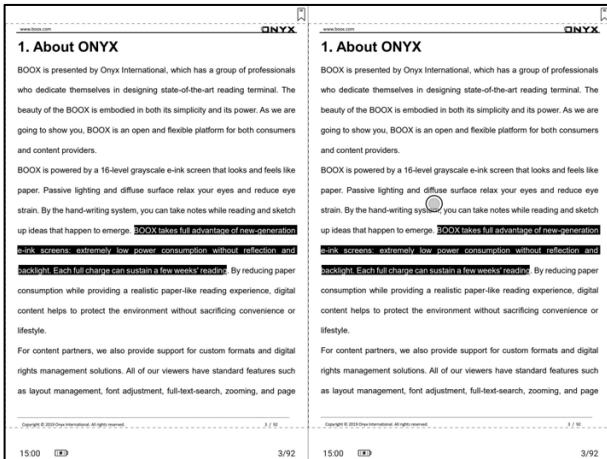 www.boox.com ONYX
1. About ONYX
BOOX is presented by Onyx International, which has a group of professionals
who dedicate themselves in designing state-of-the-art reading terminal. The
beauty of the BOOX is embodied in both its simplicity and its power. As we are
going to show you, BOOX is an open and flexible platform for both consumers
and content providers.
BOOX is powered by a 16-level grayscale e-ink screen that looks and feels like
paper. Passive lighting and diffuse surface relax your eyes and reduce eye
strain. By the hand-writing system, you can take notes while reading and sketch
up ideas that happen to emerge. BOOX takes full advantage of new-generation
e-ink screens: extremely low power consumption without reflection and
backlight. Each full charge can sustain a few weeks' reading. By reducing paper
consumption while providing a realistic paper-like reading experience, digital
content helps to protect the environment without sacrificing convenience or
lifestyle.
For content partners, we also provide support for custom formats and digital
rights management solutions. All of our viewers have standard features such
as layout management, font adjustment, full-text-search, zooming, and page
Copyright © 2019 Onyx International. All rights reserved. 3 / 92
15:00 3/92
www.boox.com ONYX
1. About ONYX
BOOX is presented by Onyx International, which has a group of professionals
who dedicate themselves in designing state-of-the-art reading terminal. The
beauty of the BOOX is embodied in both its simplicity and its power. As we are
going to show you, BOOX is an open and flexible platform for both consumers
and content providers.
BOOX is powered by a 16-level grayscale e-ink screen that looks and feels like
paper. Passive lighting and diffuse surface relax your eyes and reduce eye
strain. By the hand-writing system, you can take notes while reading and sketch
up ideas that happen to emerge. BOOX takes full advantage of new-generation
e-ink screens: extremely low power consumption without reflection and
backlight. Each full charge can sustain a few weeks' reading. By reducing paper
consumption while providing a realistic paper-like reading experience, digital
content helps to protect the environment without sacrificing convenience or
lifestyle.
For content partners, we also provide support for custom formats and digital
rights management solutions. All of our viewers have standard features such
as layout management, font adjustment, full-text-search, zooming, and page
Copyright © 2019 Onyx International. All rights reserved. 3 / 92
15:00 3/92